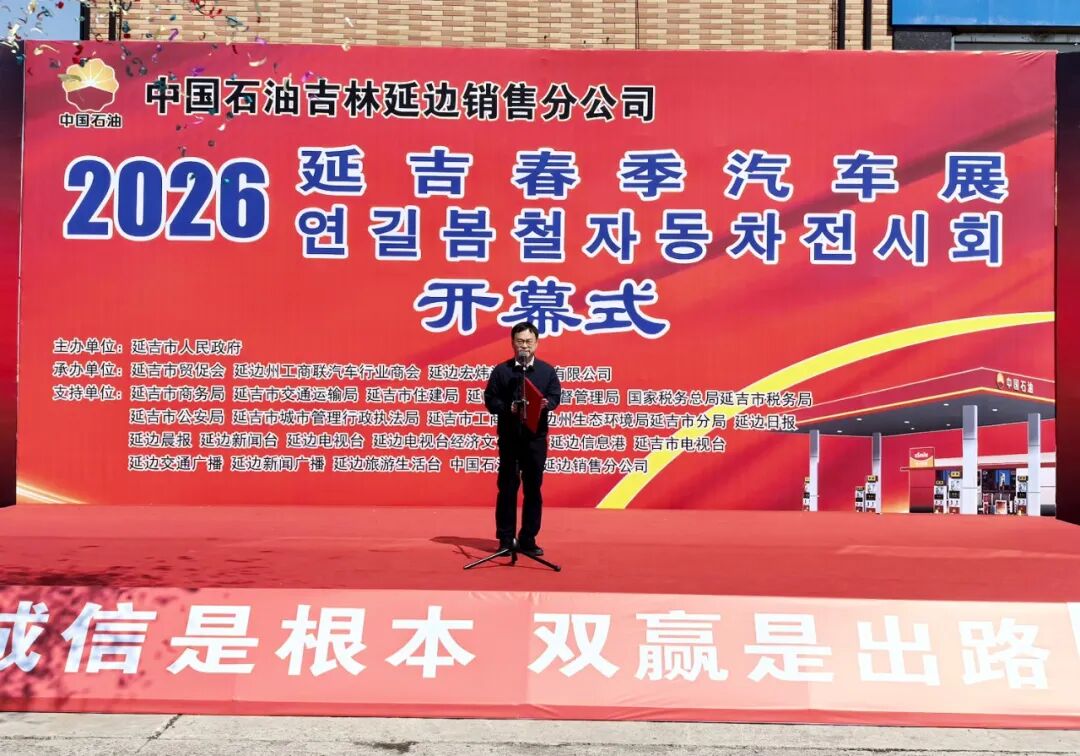 中国石油
中国石油吉林延边销售分公司
2026
延吉春季汽车展
연길봄철자동차전시회
开幕式
主办单位：延吉市人民政府
承办单位：延吉市贸促会 延边州工商联汽车行业商会 延边宏炜 有限公司
支持单位：延吉市商务局 延吉市交通运输局 延吉市住建局 延 督管理局 国家税务总局延吉市税务局
延吉市公安局 延吉市城市管理行政执法局 延吉市工商 边州生态环境局延吉市分局 延边日报
延边晨报 延边新闻台 延边电视台 延边电视台经济文 延边信息港 延吉市电视台
延边交通广播 延边新闻广播 延边旅游生活台 中国石 延边销售分公司
中国石油
诚信是根本 双赢是出路